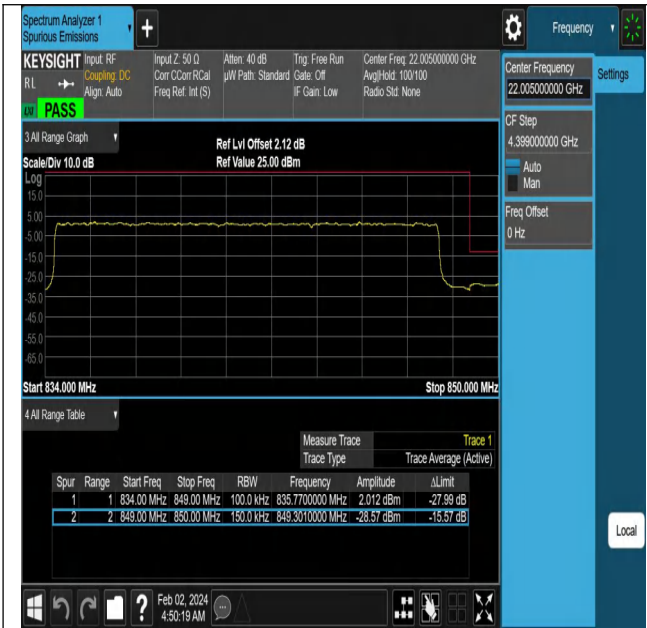 Spectrum Analyzer 1
Spurious Emissions
+
Frequency
KEYSIGHT
RL
Input: RF
Coupling: DC
Align: Auto
Input Z: 50 Ω
Corr CCorr RCal
Freq Ref: Int (S)
Atten: 40 dB
µW Path: Standard
Trig: Free Run
Gate: Off
IF Gain: Low
Center Freq: 22.005000000 GHz
Avg|Hold: 100/100
Radio Std: None
PASS
Center Frequency
22.005000000 GHz
Settings
CF Step
4.399000000 GHz
Auto
Man
Freq Offset
0 Hz
3 All Range Graph
Ref Lvl Offset 2.12 dB
Scale/Div 10.0 dB
Ref Value 25.00 dBm
Log
15.0
5.00
-5.00
-15.0
-25.0
-35.0
-45.0
-55.0
-65.0
Start 834.000 MHz
Stop 850.000 MHz
4 All Range Table
Measure Trace Trace 1
Trace Type Trace Average (Active)
Spur Range Start Freq Stop Freq RBW Frequency Amplitude ΔLimit
1 1 834.00 MHz 849.00 MHz 100.0 kHz 835.7700000 MHz 2.012 dBm -27.99 dB
2 2 849.00 MHz 850.00 MHz 150.0 kHz 849.3010000 MHz -28.57 dBm -15.57 dB
Local
?
Feb 02, 2024
4:50:19 AM